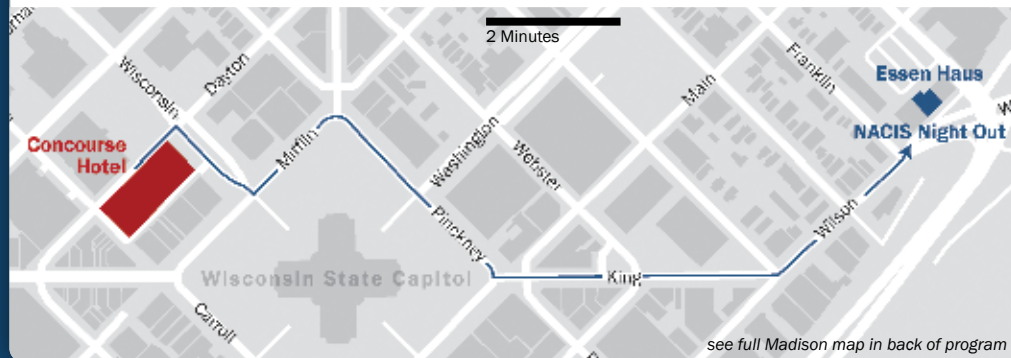 2 Minutes
Wisconsin
Dayton
Franklin
Main
Essen Haus
Mifflin
Washington
NACIS Night Out
Concourse
Hotel
Webster
Pinckney
Wilson
Wisconsin State Capitol
King
Carroll
see full Madison map in back of program